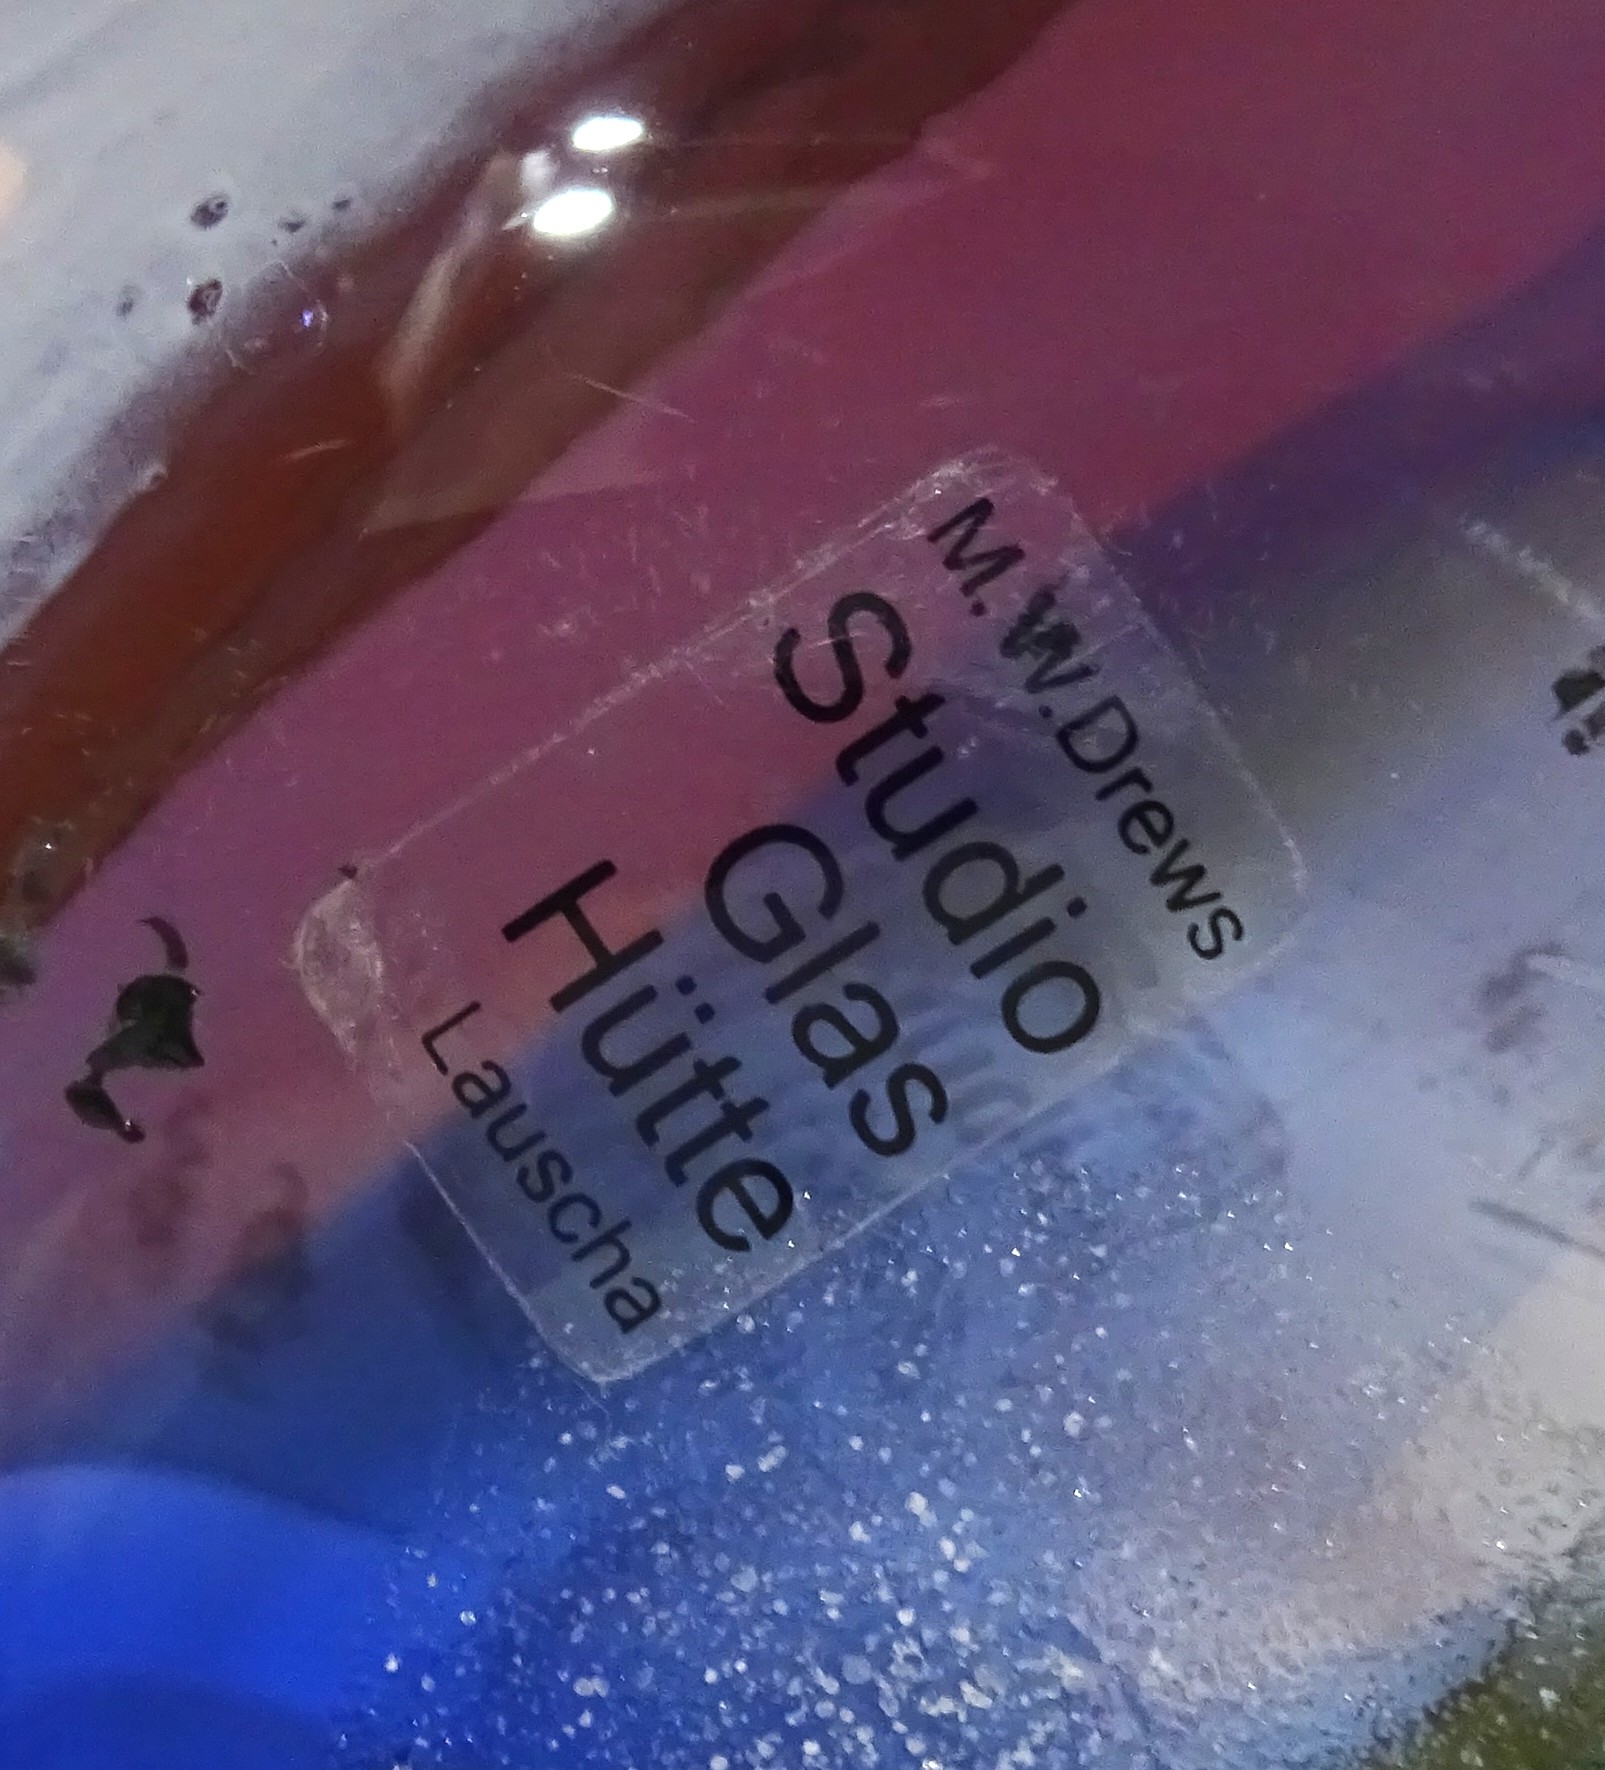 M.W.Drews
Studio
Glas
Hütte
Lauscha